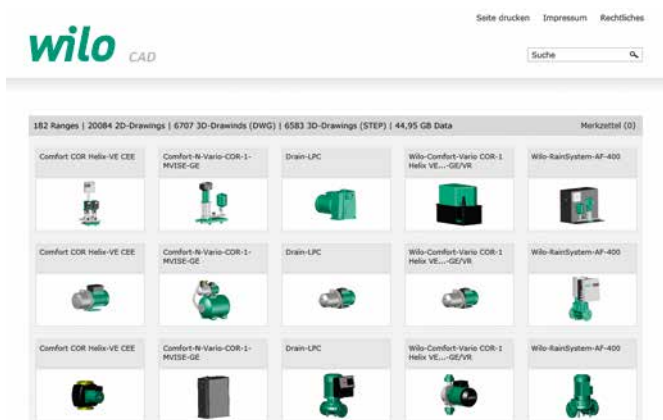 Seite drucken Impressum Rechtliches
wilo CAD
Suche
182 Ranges | 20084 2D-Drawings | 6707 3D-Drawinds (DWG) | 6583 3D-Drawings (STEP) | 44,95 GB Data Merkzettel (0)
Comfort COR Helix-VE CEE Comfort-N-Vario-COR-1- Drain-LPC Wilo-Comfort-Vario COR-1 Wilo-RainSystem-AF-400
MVISE-GE Helix VE...-GE/VR
Comfort COR Helix-VE CEE Comfort-N-Vario-COR-1- Drain-LPC Wilo-Comfort-Vario COR-1 Wilo-RainSystem-AF-400
MVISE-GE Helix VE...-GE/VR
Comfort COR Helix-VE CEE Comfort-N-Vario-COR-1- Drain-LPC Wilo-Comfort-Vario COR-1 Wilo-RainSystem-AF-400
MVISE-GE Helix VE...-GE/VR